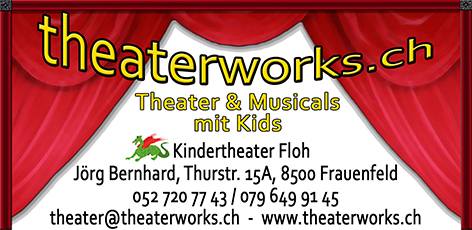 theaterworks.ch
Theater & Musicals
mit Kids
Kindertheater Floh
Jörg Bernhard, Thurstr. 15A, 8500 Frauenfeld
052 720 77 43 / 079 649 91 45
theater@theaterworks.ch - www.theaterworks.ch